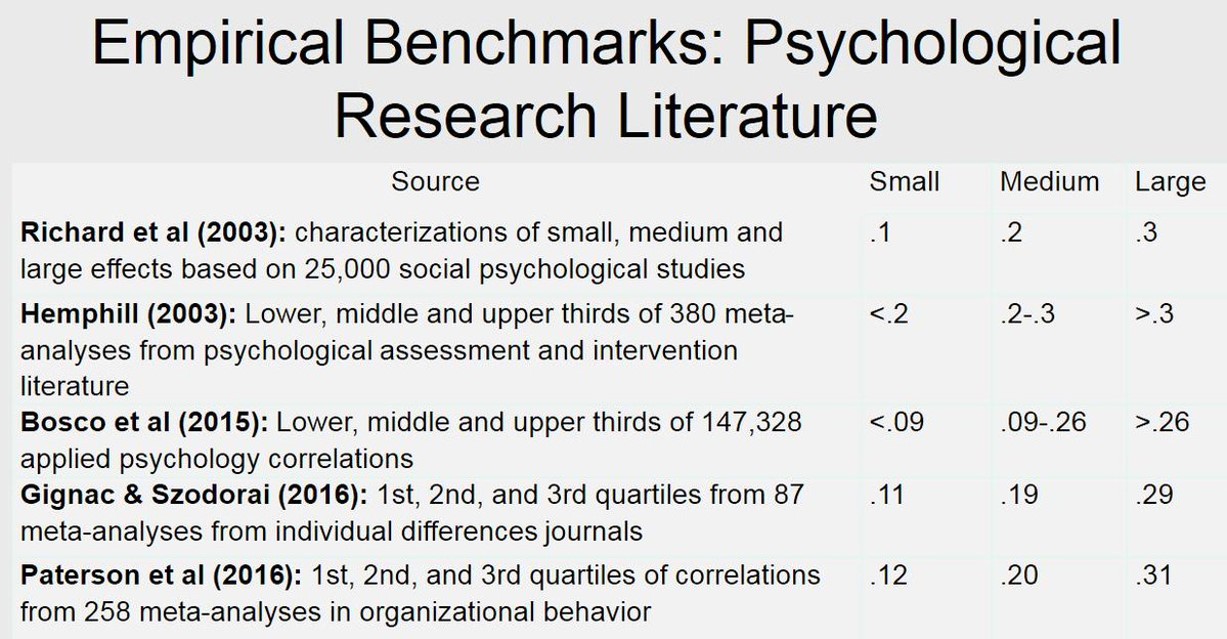 Empirical Benchmarks: Psychological
Research Literature
Source Small Medium Large
Richard et al (2003): characterizations of small, medium and .1 .2 .3
large effects based on 25,000 social psychological studies
Hemphill (2003): Lower, middle and upper thirds of 380 meta- <.2 .2-.3 >.3
analyses from psychological assessment and intervention
literature
Bosco et al (2015): Lower, middle and upper thirds of 147,328 <.09 .09-.26 >.26
applied psychology correlations
Gignac & Szodorai (2016): 1st, 2nd, and 3rd quartiles from 87 .11 .19 .29
meta-analyses from individual differences journals
Paterson et al (2016): 1st, 2nd, and 3rd quartiles of correlations .12 .20 .31
from 258 meta-analyses in organizational behavior